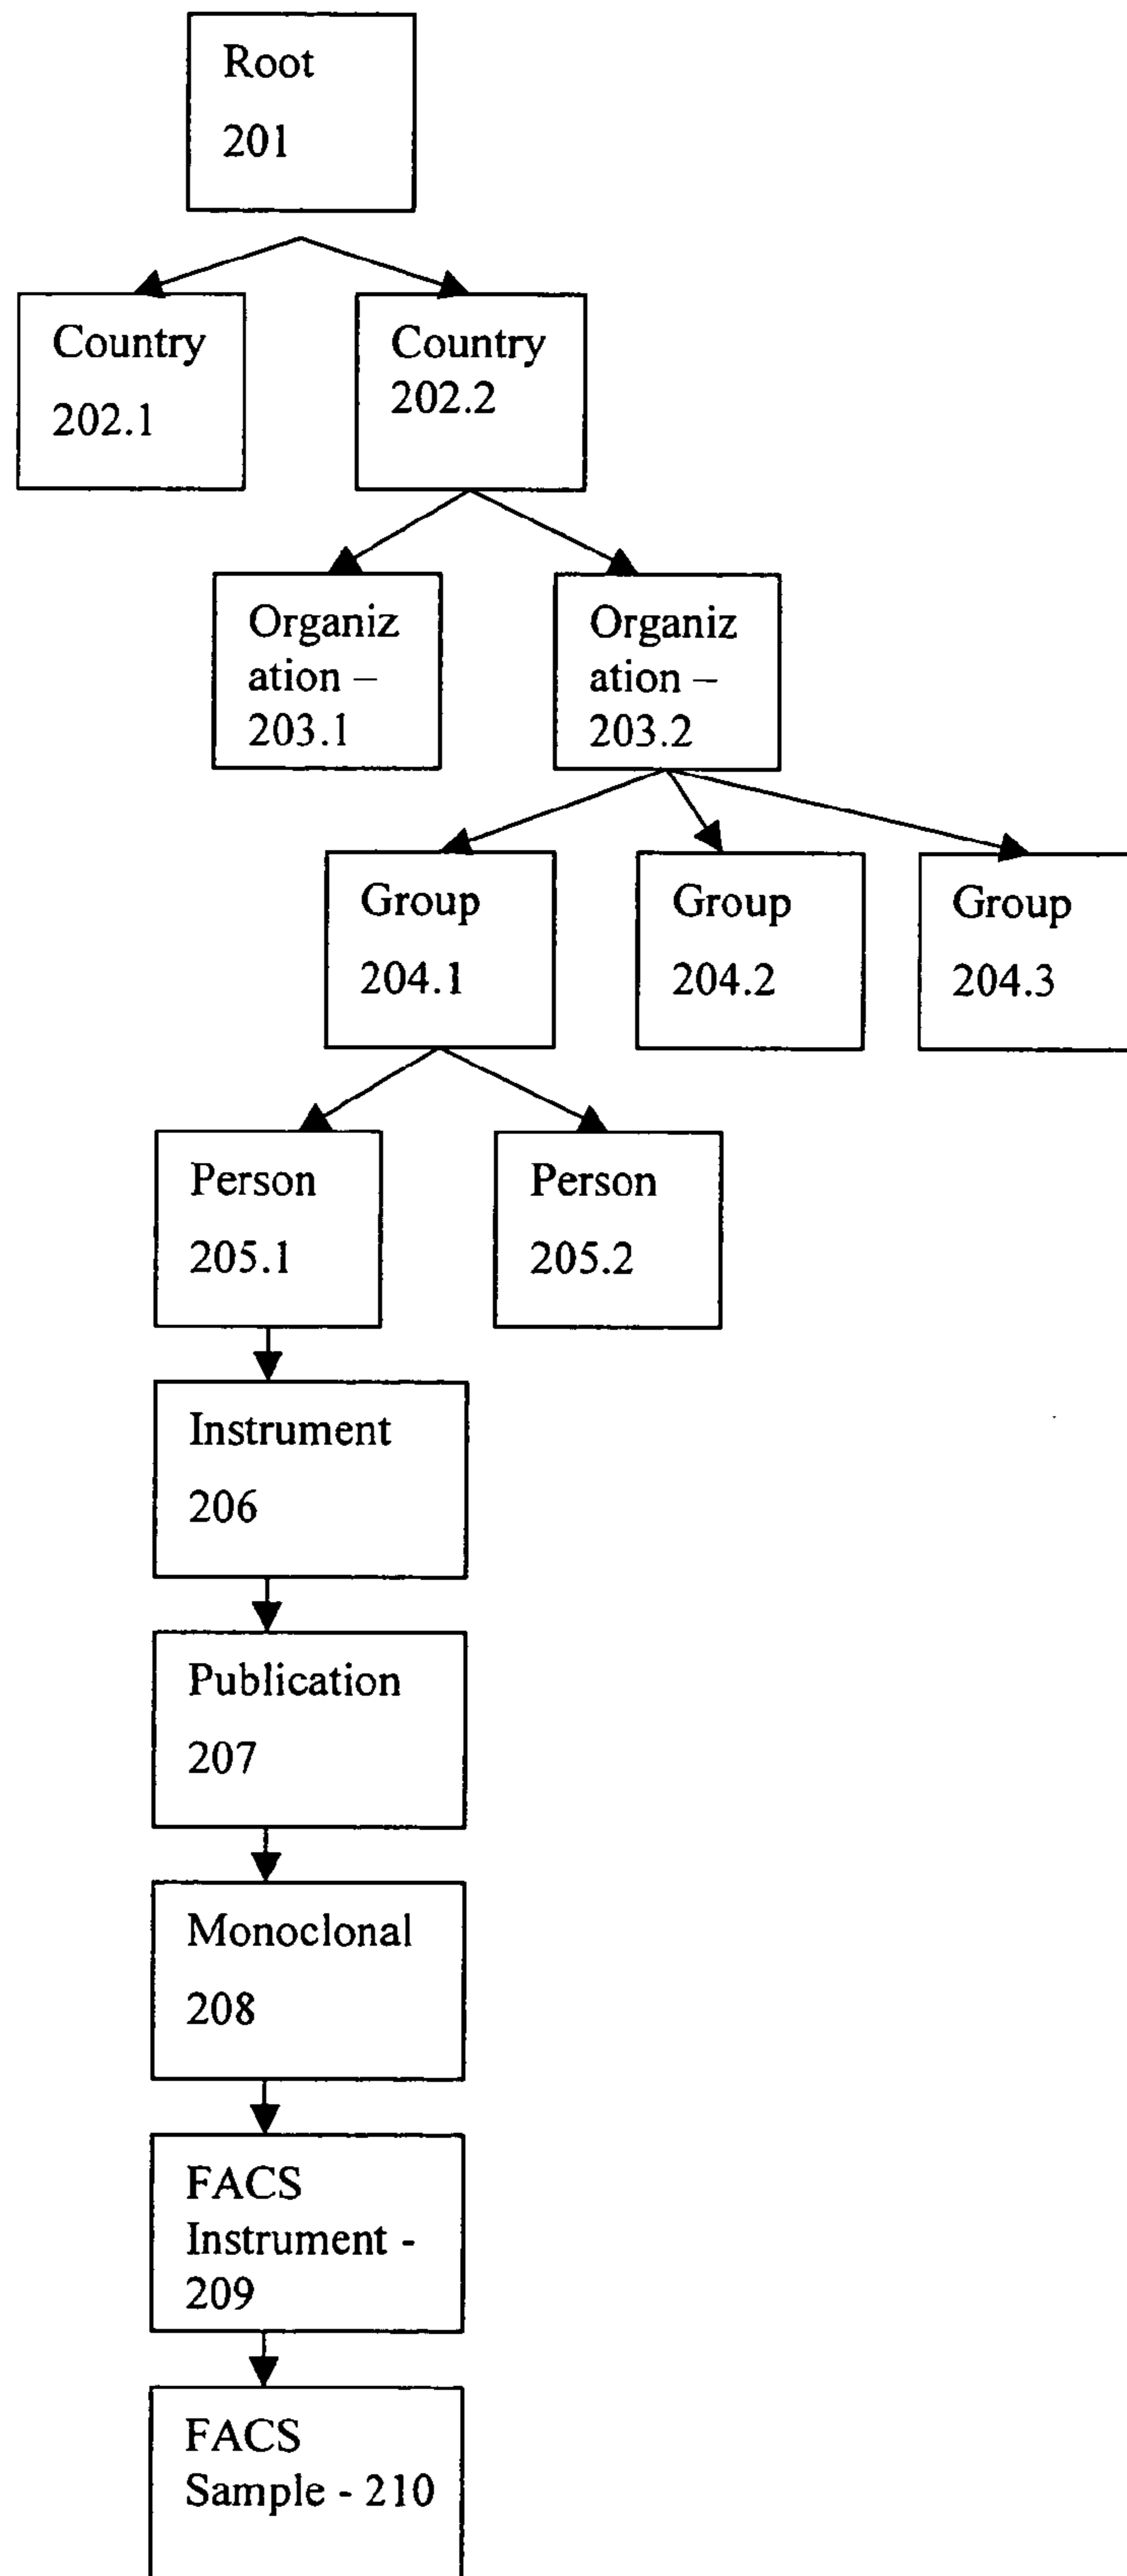 Root
201
Country
202.1
Country
202.2
Organiz
ation –
203.1
Organiz
ation –
203.2
Group
204.1
Group
204.2
Group
204.3
Person
205.1
Person
205.2
Instrument
206
Publication
207
Monoclonal
208
FACS
Instrument -
209
FACS
Sample - 210